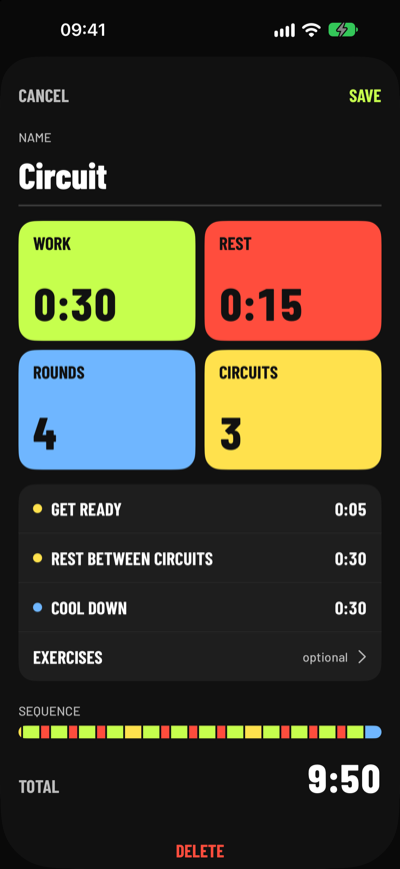 09:41
CANCEL SAVE
NAME
Circuit
WORK REST
0:30 0:15
ROUNDS CIRCUITS
4 3
GET READY 0:05
REST BETWEEN CIRCUITS 0:30
COOL DOWN 0:30
EXERCISES optional
SEQUENCE
TOTAL 9:50
DELETE